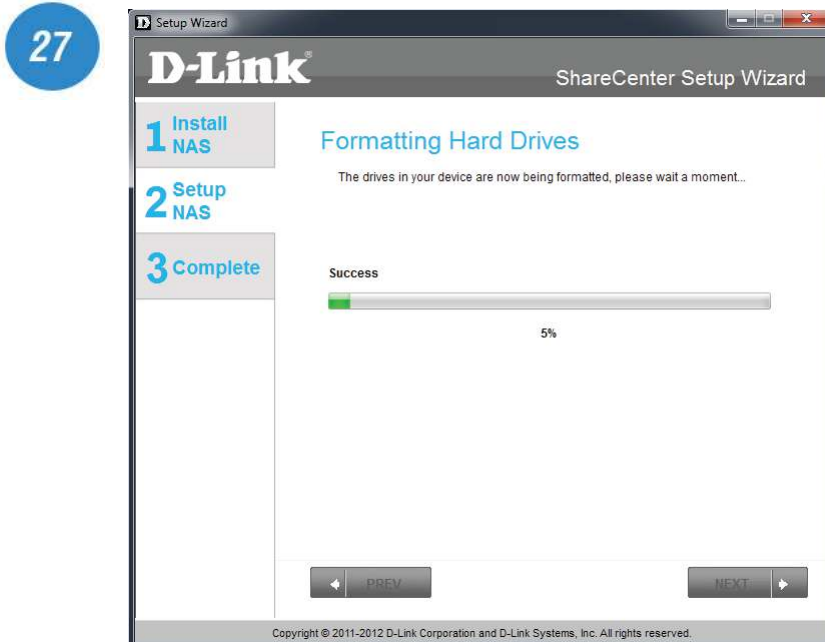 27
Setup Wizard
D-Link®
ShareCenter Setup Wizard
1 Install
NAS
2 Setup
NAS
3 Complete
Formatting Hard Drives
The drives in your device are now being formatted, please wait a moment...
Success
5%
PREV
NEXT
Copyright © 2011-2012 D-Link Corporation and D-Link Systems, Inc. All rights reserved.